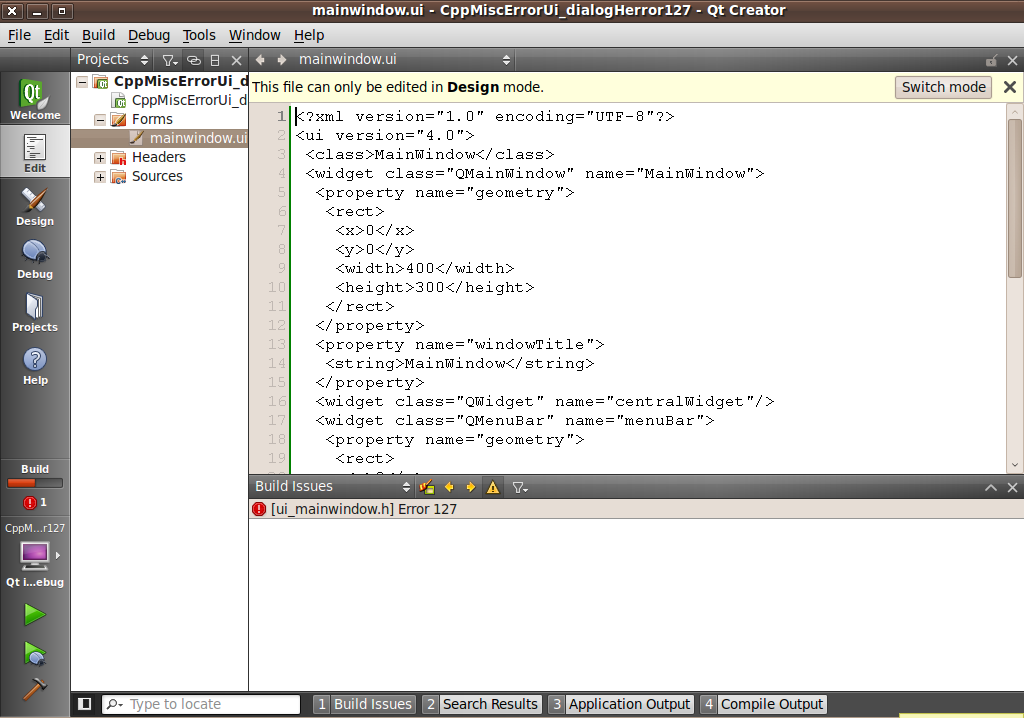 mainwindow.ui - CppMiscErrorUi_dialogHerror127 - Qt Creator
File Edit Build Debug Tools Window Help
Projects
mainwindow.ui
This file can only be edited in Design mode.
Switch mode
Qt
Welcome
Edit
Design
Debug
Projects
Help
Build
1
CppM...r127
Qt i...ebug
CppMiscErrorUi_d
CppMiscErrorUi_d
Forms
mainwindow.ui
Headers
Sources
1 <?xml version="1.0" encoding="UTF-8"?>
2 <ui version="4.0">
3 <class>MainWindow</class>
4 <widget class="QMainWindow" name="MainWindow">
5 <property name="geometry">
6 <rect>
7 <x>0</x>
8 <y>0</y>
9 <width>400</width>
10 <height>300</height>
11 </rect>
12 </property>
13 <property name="windowTitle">
14 <string>MainWindow</string>
15 </property>
16 <widget class="QWidget" name="centralWidget"/>
17 <widget class="QMenuBar" name="menuBar">
18 <property name="geometry">
19 <rect>
Build Issues
[ui_mainwindow.h] Error 127
Type to locate
1 Build Issues 2 Search Results 3 Application Output 4 Compile Output